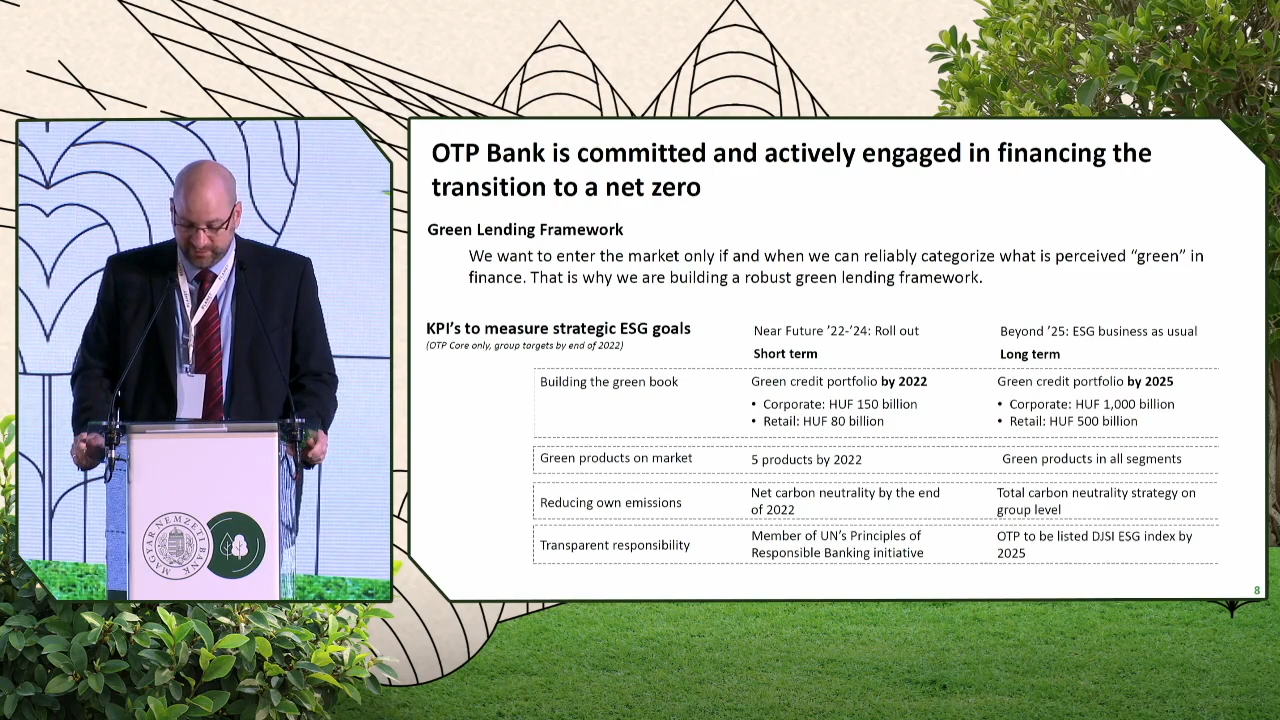 OTP Bank is committed and actively engaged in financing the
transition to a net zero
Green Lending Framework
We want to enter the market only if and when we can reliably categorize what is perceived “green” in
finance. That is why we are building a robust green lending framework.
KPI's to measure strategic ESG goals
(OTP Core only, group targets by end of 2022)
Near Future '22-'24: Roll out
Beyond '25: ESG business as usual
Short term
Long term
Building the green book
Green credit portfolio by 2022
• Corporate: HUF 150 billion
• Retail: HUF 80 billion
Green credit portfolio by 2025
• Corporate: HUF 1,000 billion
• Retail: HUF 500 billion
Green products on market
5 products by 2022
Green products in all segments
Reducing own emissions
Net carbon neutrality by the end
of 2022
Total carbon neutrality strategy on
group level
Transparent responsibility
Member of UN's Principles of
Responsible Banking initiative
OTP to be listed DJSI ESG index by
2025
8
MAGYAR NEMZETI BANK